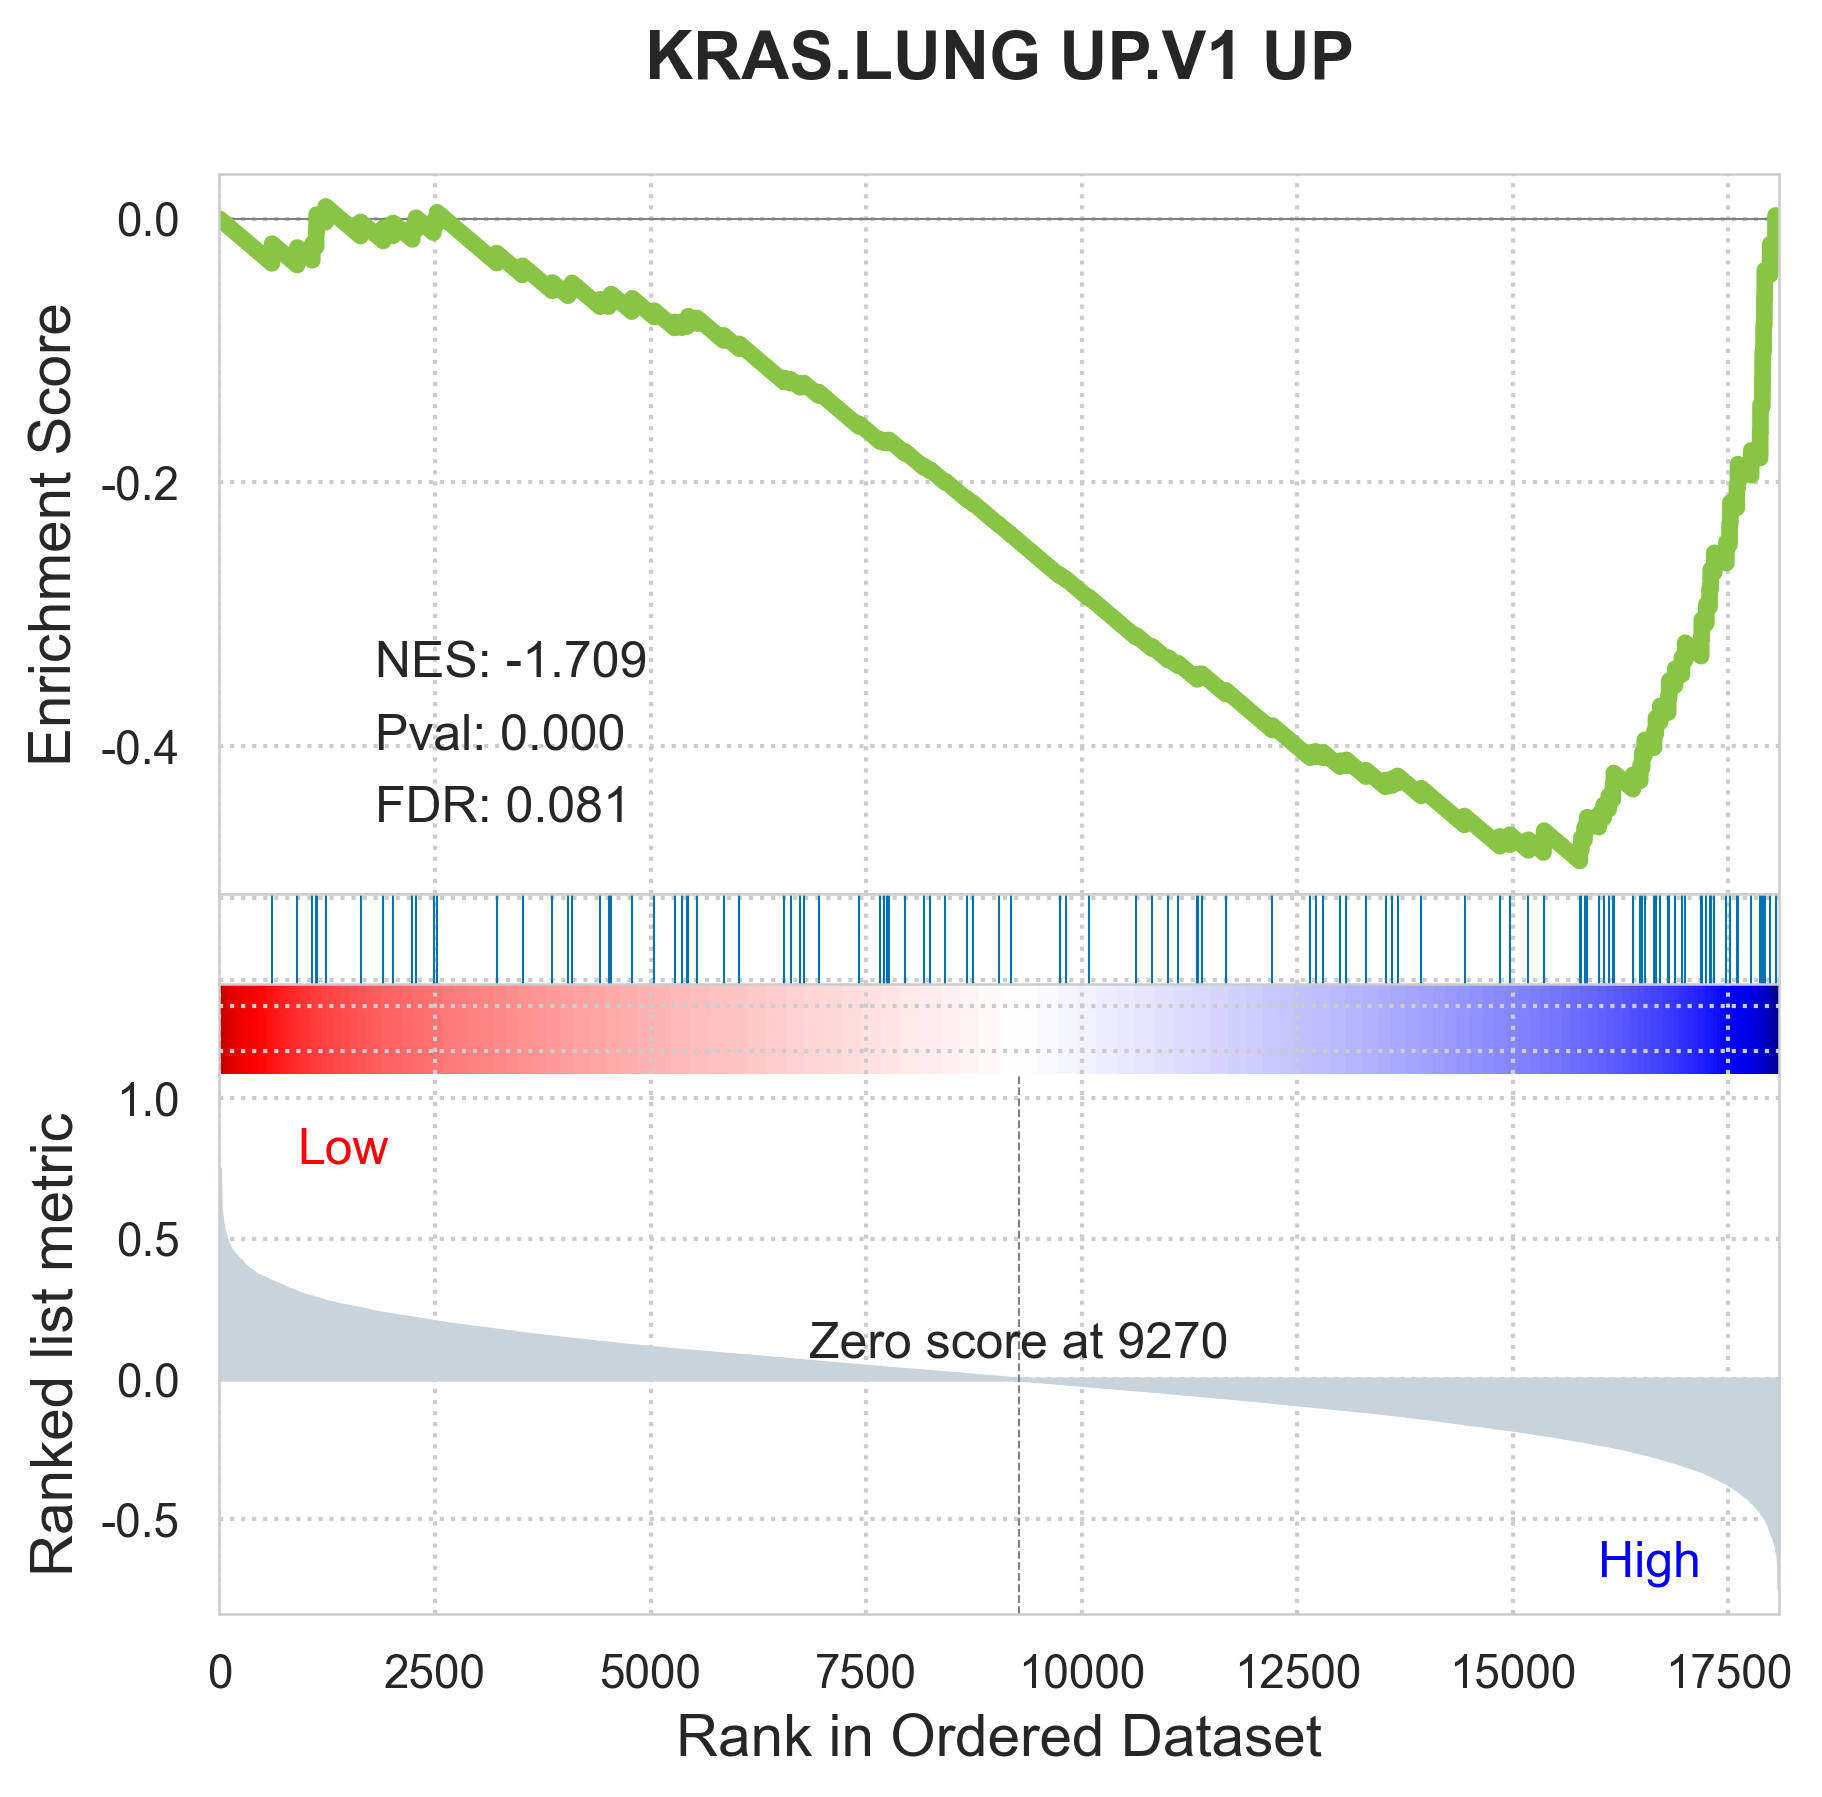 KRAS.LUNG UP.V1 UP
Enrichment Score
0.0
-0.2
-0.4
NES: -1.709
Pval: 0.000
FDR: 0.081
Ranked list metric
1.0
0.5
0.0
-0.5
Low
Zero score at 9270
High
0 2500 5000 7500 10000 12500 15000 17500
Rank in Ordered Dataset